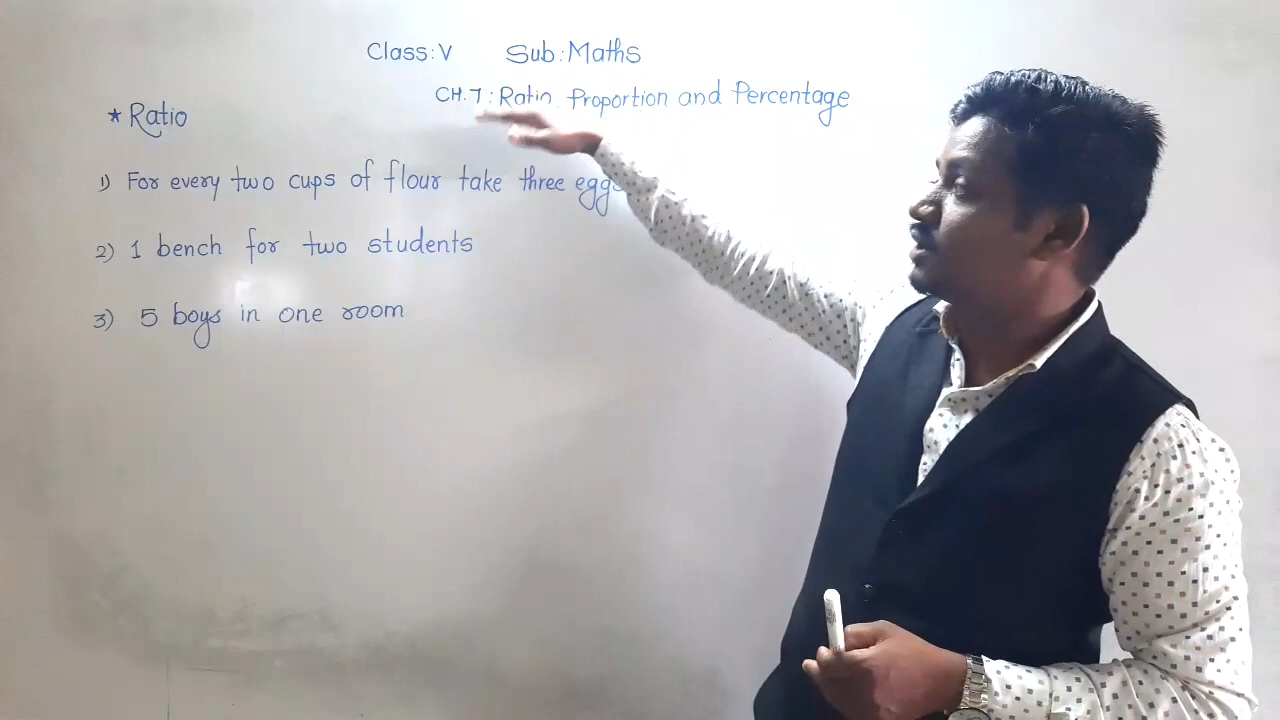 Class: V Sub: Maths
CH. 7: Ratio, Proportion and Percentage
* Ratio
1) For every two cups of flour take three eggs.
2) 1 bench for two students
3) 5 boys in one room